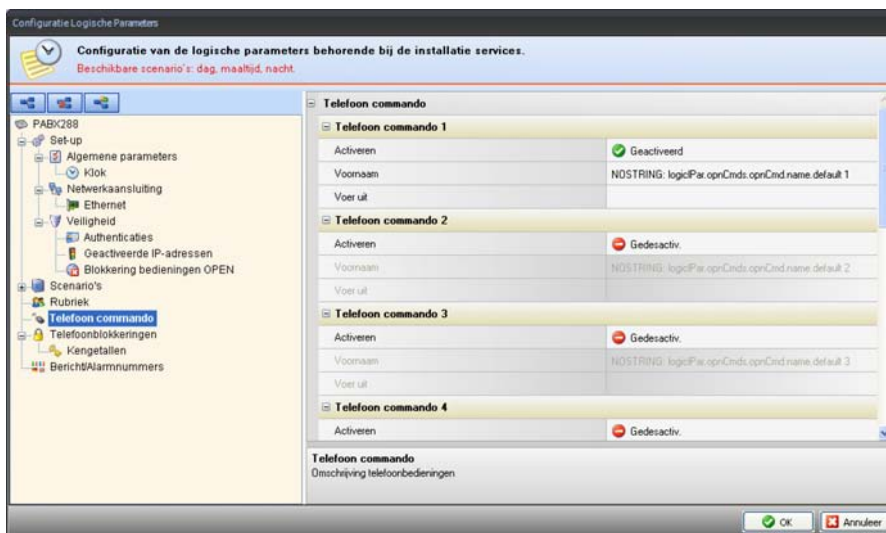 Configuratie Logische Parameters
Configuratie van de logische parameters behorende bij de installatie services.
Beschikbare scenario's: dag, maaltijd, nacht.
PABX288
Set-up
Algemene parameters
Klok
Netwerkaansluiting
Ethernet
Veiligheid
Authenticaties
Geactiveerde IP-adressen
Blokkering bedieningen OPEN
Scenario's
Rubriek
Telefoon commando
Telefoonblokkeringen
Kengetallen
Bericht/Alarmnummers
Telefoon commando
Telefoon commando 1
Activeren Geactiveerd
Voornaam NOSTRING: logiclPar.opnCmds.opnCmd.name.default 1
Voer uit
Telefoon commando 2
Activeren Gedesactiv.
Voornaam NOSTRING: logiclPar.opnCmds.opnCmd.name.default 2
Voer uit
Telefoon commando 3
Activeren Gedesactiv.
Voornaam NOSTRING: logiclPar.opnCmds.opnCmd.name.default 3
Voer uit
Telefoon commando 4
Activeren Gedesactiv.
Telefoon commando
Omschrijving telefoonbedieningen
OK Annuleer